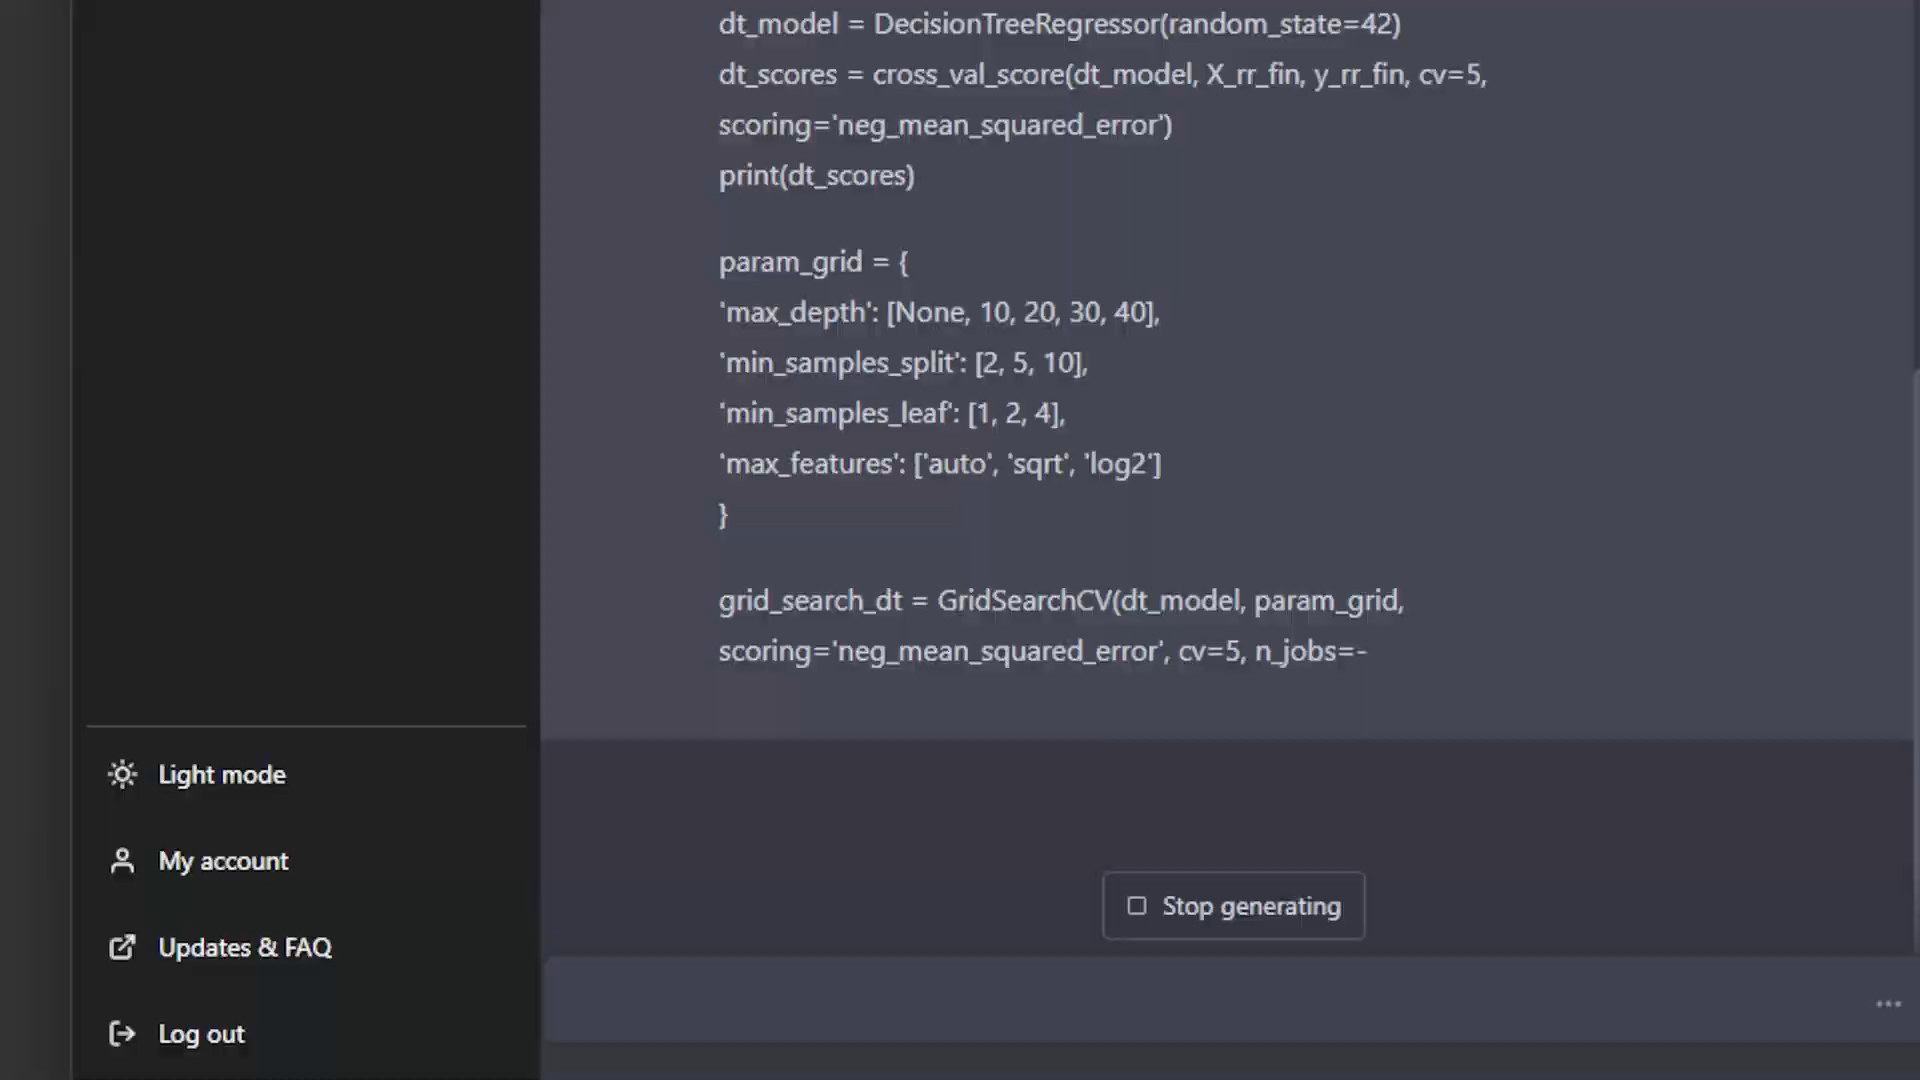 dt_model = DecisionTreeRegressor(random_state=42)
dt_scores = cross_val_score(dt_model, X_rr_fin, y_rr_fin, cv=5,
scoring='neg_mean_squared_error')
print(dt_scores)
param_grid = {
'max_depth': [None, 10, 20, 30, 40],
'min_samples_split': [2, 5, 10],
'min_samples_leaf': [1, 2, 4],
'max_features': ['auto', 'sqrt', 'log2']
}
grid_search_dt = GridSearchCV(dt_model, param_grid,
scoring='neg_mean_squared_error', cv=5, n_jobs=-
Light mode
My account
Updates & FAQ
Log out
Stop generating